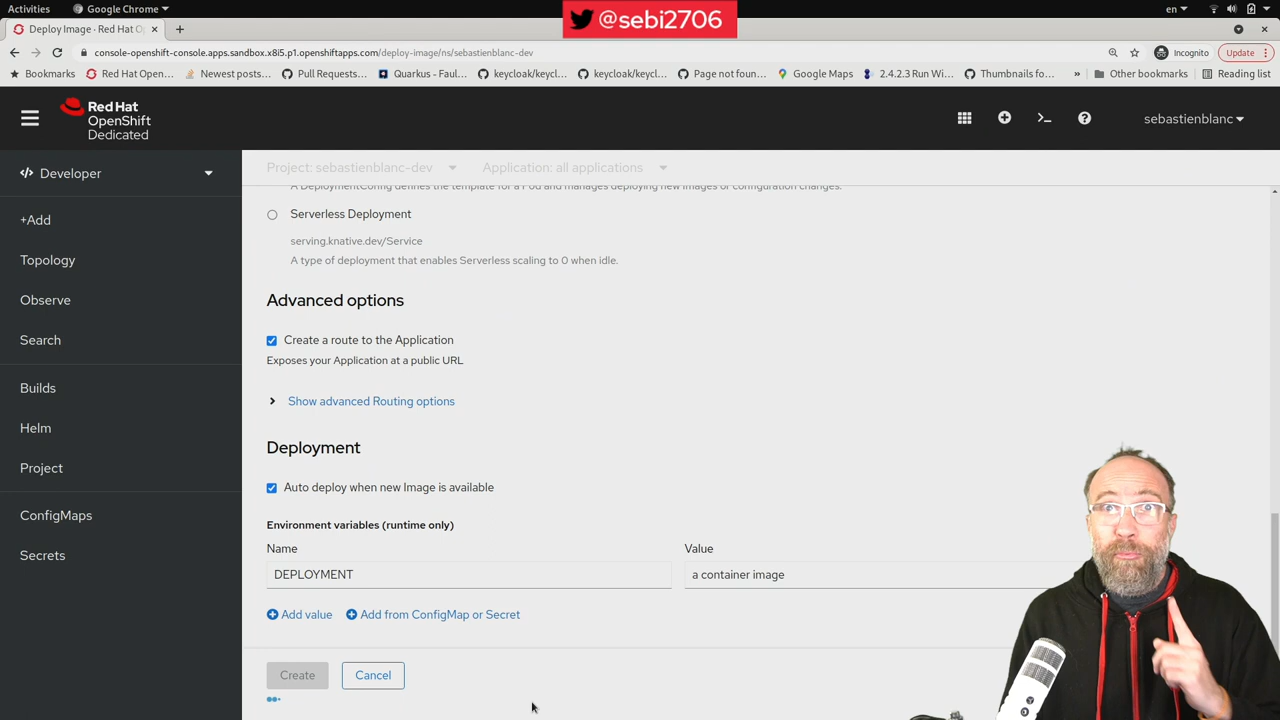 Activities
Google Chrome
@sebi2706
en
Deploy Image · Red Hat O
console-openshift-console.apps.sandbox.x8i5.p1.openshiftapps.com/deploy-image/ns/sebastienblanc-dev
Incognito
Update
Bookmarks
Red Hat Open…
Newest posts…
Pull Requests…
Quarkus - Faul…
keycloak/keycl…
keycloak/keycl…
Page not foun…
Google Maps
2.4.2.3 Run Wi…
Thumbnails fo…
»
Other bookmarks
Reading list
Red Hat
OpenShift
Dedicated
sebastienblanc
Developer
Project: sebastienblanc-dev
Application: all applications
+Add
Topology
Observe
Search
Builds
Helm
Project
ConfigMaps
Secrets
A DeploymentConfig defines the template for a Pod and manages deploying new images or configuration changes.
Serverless Deployment
serving.knative.dev/Service
A type of deployment that enables Serverless scaling to 0 when idle.
Advanced options
Create a route to the Application
Exposes your Application at a public URL
Show advanced Routing options
Deployment
Auto deploy when new Image is available
Environment variables (runtime only)
Name
Value
DEPLOYMENT
a container image
Add value
Add from ConfigMap or Secret
Create
Cancel